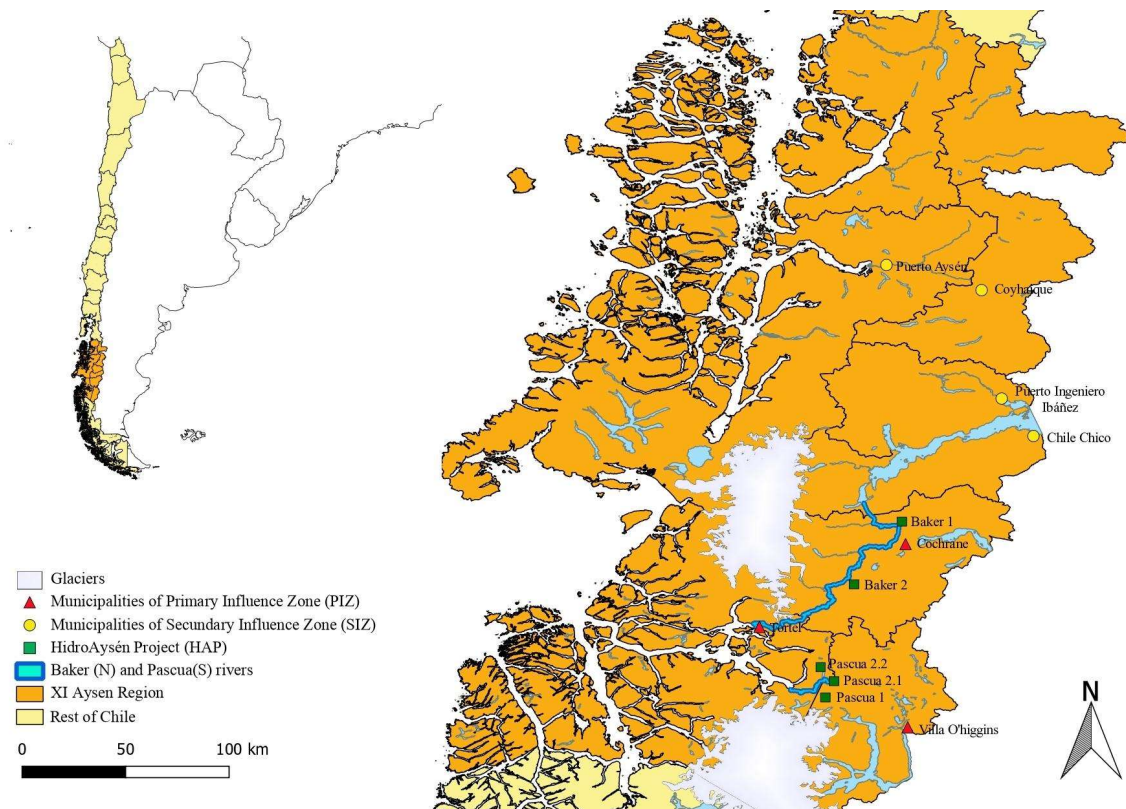 Puerto Aysén
Coyhaique
Puerto Ingeniero
Ibáñez
Chile Chico
Baker 1
Cochrane
Baker 2
Tortel
Pascua 2.2
Pascua 2.1
Pascua 1
Villa O'higgins
Glaciers
Municipalities of Primary Influence Zone (PIZ)
Municipalities of Secundary Influence Zone (SIZ)
HidroAysén Project (HAP)
Baker (N) and Pascua(S) rivers
XI Aysen Region
Rest of Chile
0 50 100 km
N